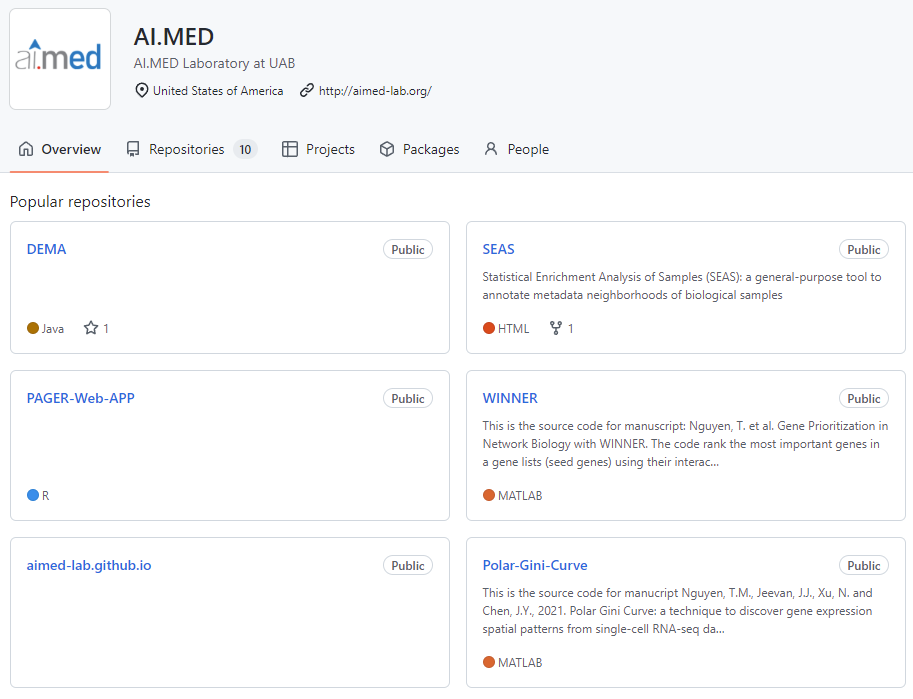 ai.med
AI.MED
AI.MED Laboratory at UAB
United States of America http://aimed-lab.org/
Overview Repositories 10 Projects Packages People
Popular repositories
DEMA Public
Java 1
SEAS Public
Statistical Enrichment Analysis of Samples (SEAS): a general-purpose tool to
annotate metadata neighborhoods of biological samples
HTML 1
PAGER-Web-APP Public
R
WINNER Public
This is the source code for manuscript: Nguyen, T. et al. Gene Prioritization in
Network Biology with WINNER. The code rank the most important genes in
a gene lists (seed genes) using their interac...
MATLAB
aimed-lab.github.io Public
Polar-Gini-Curve Public
This is the source code for manucript Nguyen, T.M., Jeevan, J.J., Xu, N. and
Chen, J.Y., 2021. Polar Gini Curve: a technique to discover gene expression
spatial patterns from single-cell RNA-seq da...
MATLAB